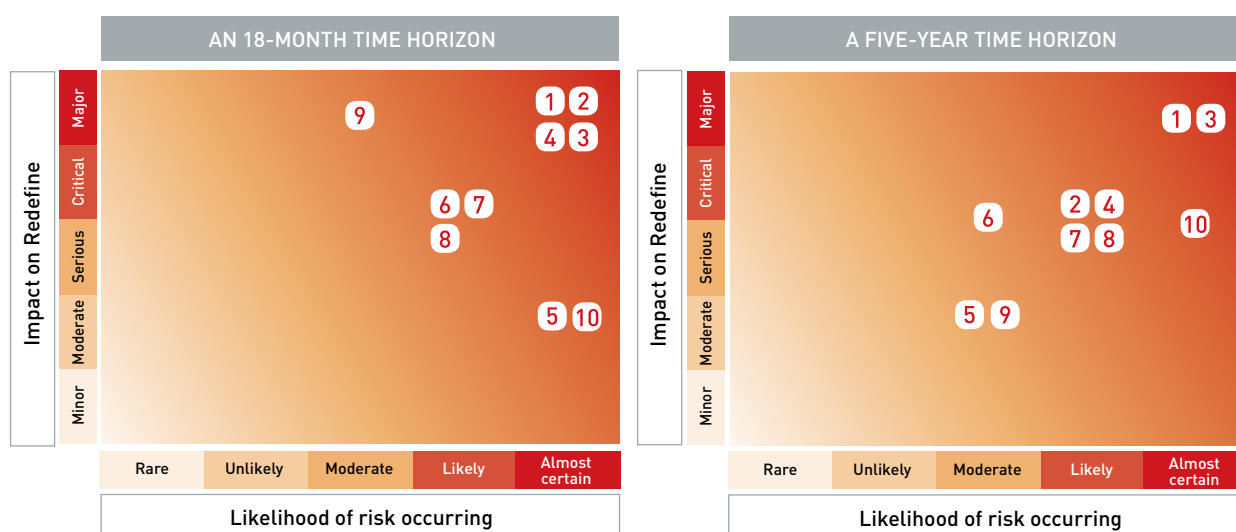 AN 18-MONTH TIME HORIZON
Impact on Redefine
Major
Critical
Serious
Moderate
Minor
9
1 2
4 3
6 7
8
5 10
Rare
Unlikely
Moderate
Likely
Almost
certain
Likelihood of risk occurring
A FIVE-YEAR TIME HORIZON
Impact on Redefine
Major
Critical
Serious
Moderate
Minor
1 3
2 4
6
10
7 8
5 9
Rare
Unlikely
Moderate
Likely
Almost
certain
Likelihood of risk occurring